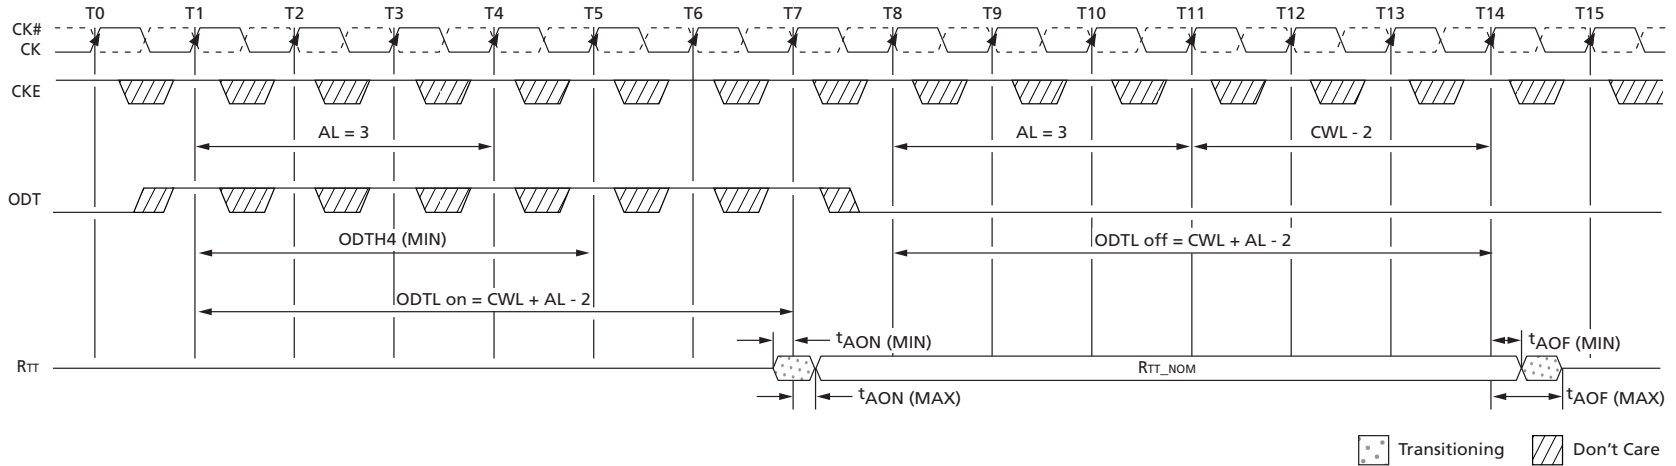 T0 T1 T2 T3 T4 T5 T6 T7 T8 T9 T10 T11 T12 T13 T14 T15
CK#
CK
CKE
AL = 3 AL = 3 CWL - 2
ODT
ODTH4 (MIN) ODTL off = CWL + AL - 2
ODTL on = CWL + AL - 2
tAON (MIN) tAOF (MIN)
RTT RTT_NOM
tAON (MAX) tAOF (MAX)
Transitioning Don't Care